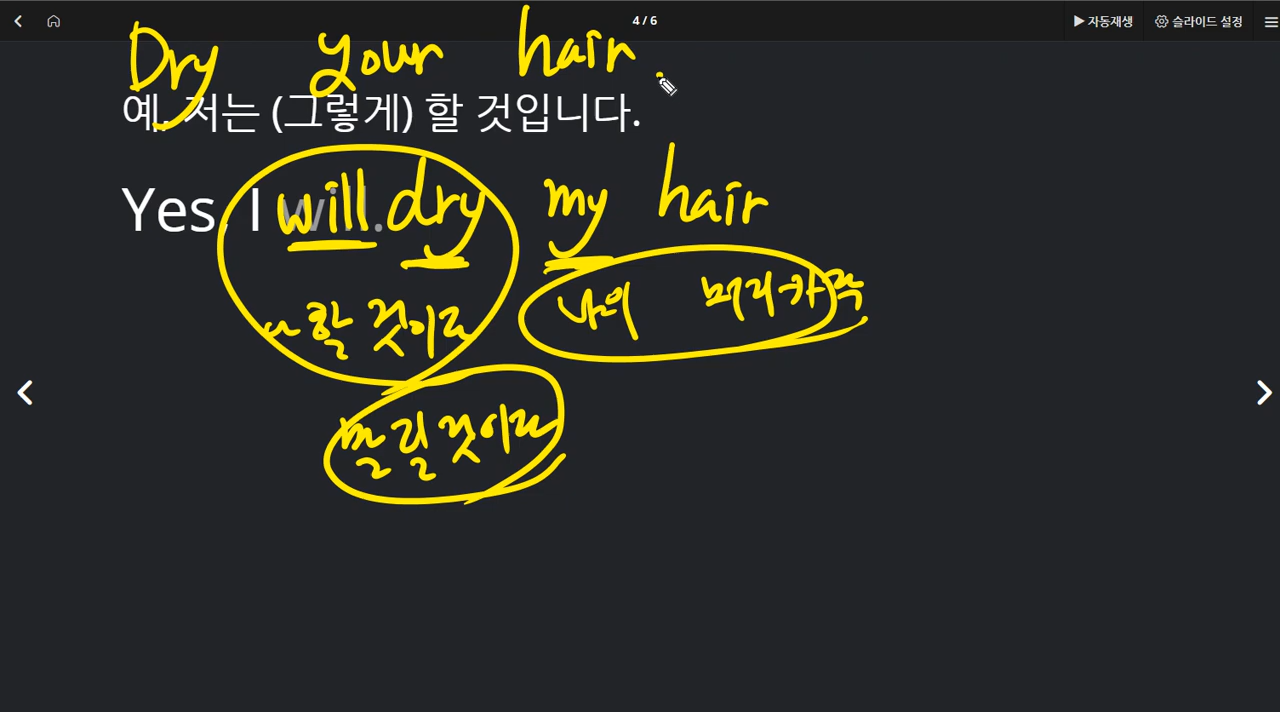 4 / 6 ▶ 자동재생 슬라이드 설정
Dry your hair.
예, 저는 (그렇게) 할 것입니다.
Yes, I will. will dry my hair
나의 머리카락
~할 것이다
말릴 것이다